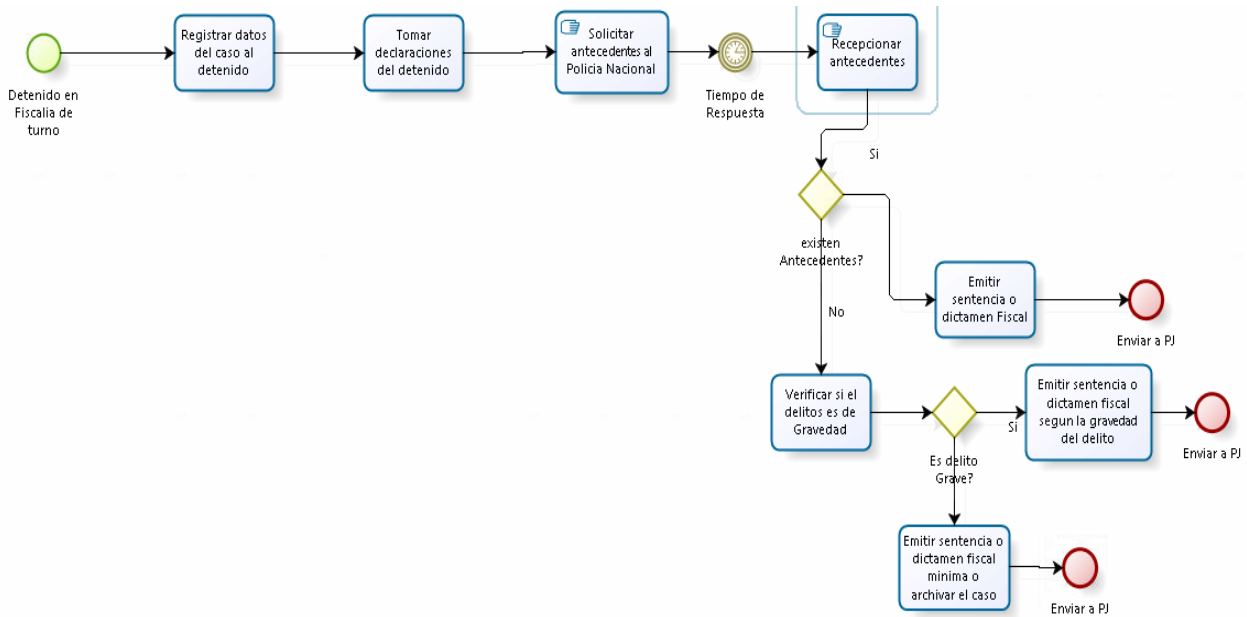 Registrar datos
del caso al
detenido
Tomar
declaraciones
del detenido
Solicitar
antecedentes al
Policia Nacional
Recepcionar
antecedentes
Detenido en
Fiscalia de
turno
Tiempo de
Respuesta
Si
existen
Antecedentes?
Emitir
sentencia o
dictamen Fiscal
Enviar a PJ
No
Verificar si el
delitos es de
Gravedad
Es delito
Grave?
Si
Emitir sentencia o
dictamen fiscal
segun la gravedad
del delito
Enviar a PJ
Emitir sentencia o
dictamen fiscal
minima o
archivar el caso
Enviar a PJ